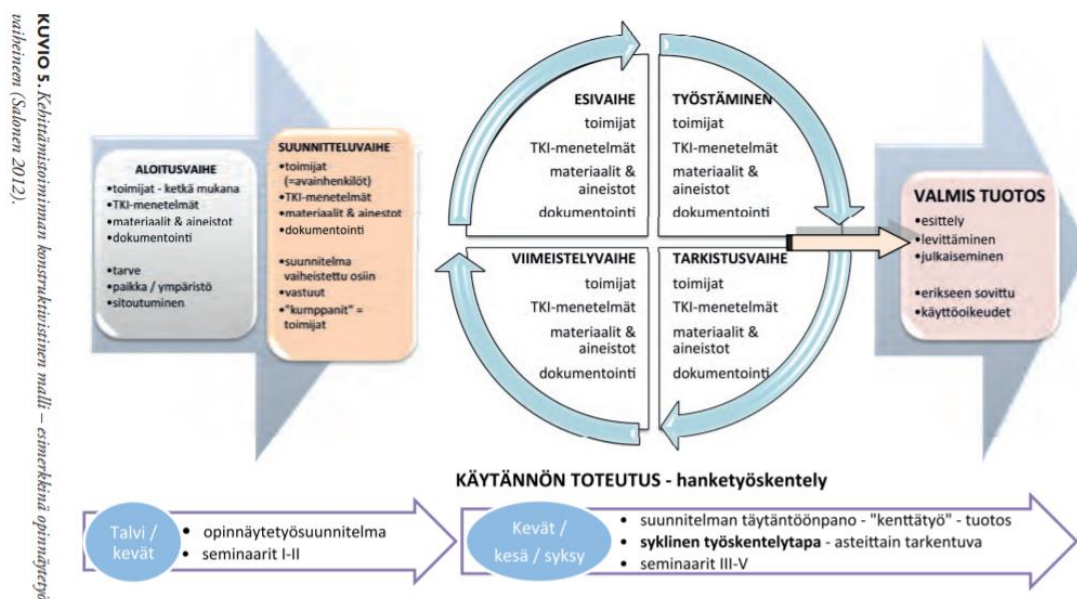 KUVIO 5. Kehittämistoiminnan konstruktivistinen malli – esimerkkinä opinnäytetyö
vaiheineen (Salonen 2012).
ALOITUSVAIHE
•toimijat - ketkä mukana
•TKI-menetelmät
•materiaalit & aineistot
•dokumentointi
•tarve
•paikka / ympäristö
•sitoutuminen
SUUNNITTELUVAIHE
•toimijat
(=avainhenkilöt)
•TKI-menetelmät
•materiaalit & ainestot
•dokumentointi
•suunnitelma
vaiheistettu osiin
•vastuut
•"kumppanit" =
toimijat
ESIVAIHE
toimijat
TKI-menetelmät
materiaalit &
aineistot
dokumentointi
TYÖSTÄMINEN
toimijat
TKI-menetelmät
materiaalit &
aineistot
dokumentointi
VIIMEISTELYVAIHE
toimijat
TKI-menetelmät
materiaalit &
aineistot
dokumentointi
TARKISTUSVAIHE
toimijat
TKI-menetelmät
materiaalit &
aineistot
dokumentointi
VALMIS TUOTOS
•esittely
•levittäminen
•julkaiseminen
•erikseen sovittu
•käyttöoikeudet
KÄYTÄNNÖN TOTEUTUS - hanketyöskentely
Talvi /
kevät
• opinnäytetyösuunnitelma
• seminaarit I-II
Kevät /
kesä / syksy
• suunnitelman täytäntöönpano - "kenttätyö" - tuotos
• syklinen työskentelytapa - asteittain tarkentuva
• seminaarit III-V